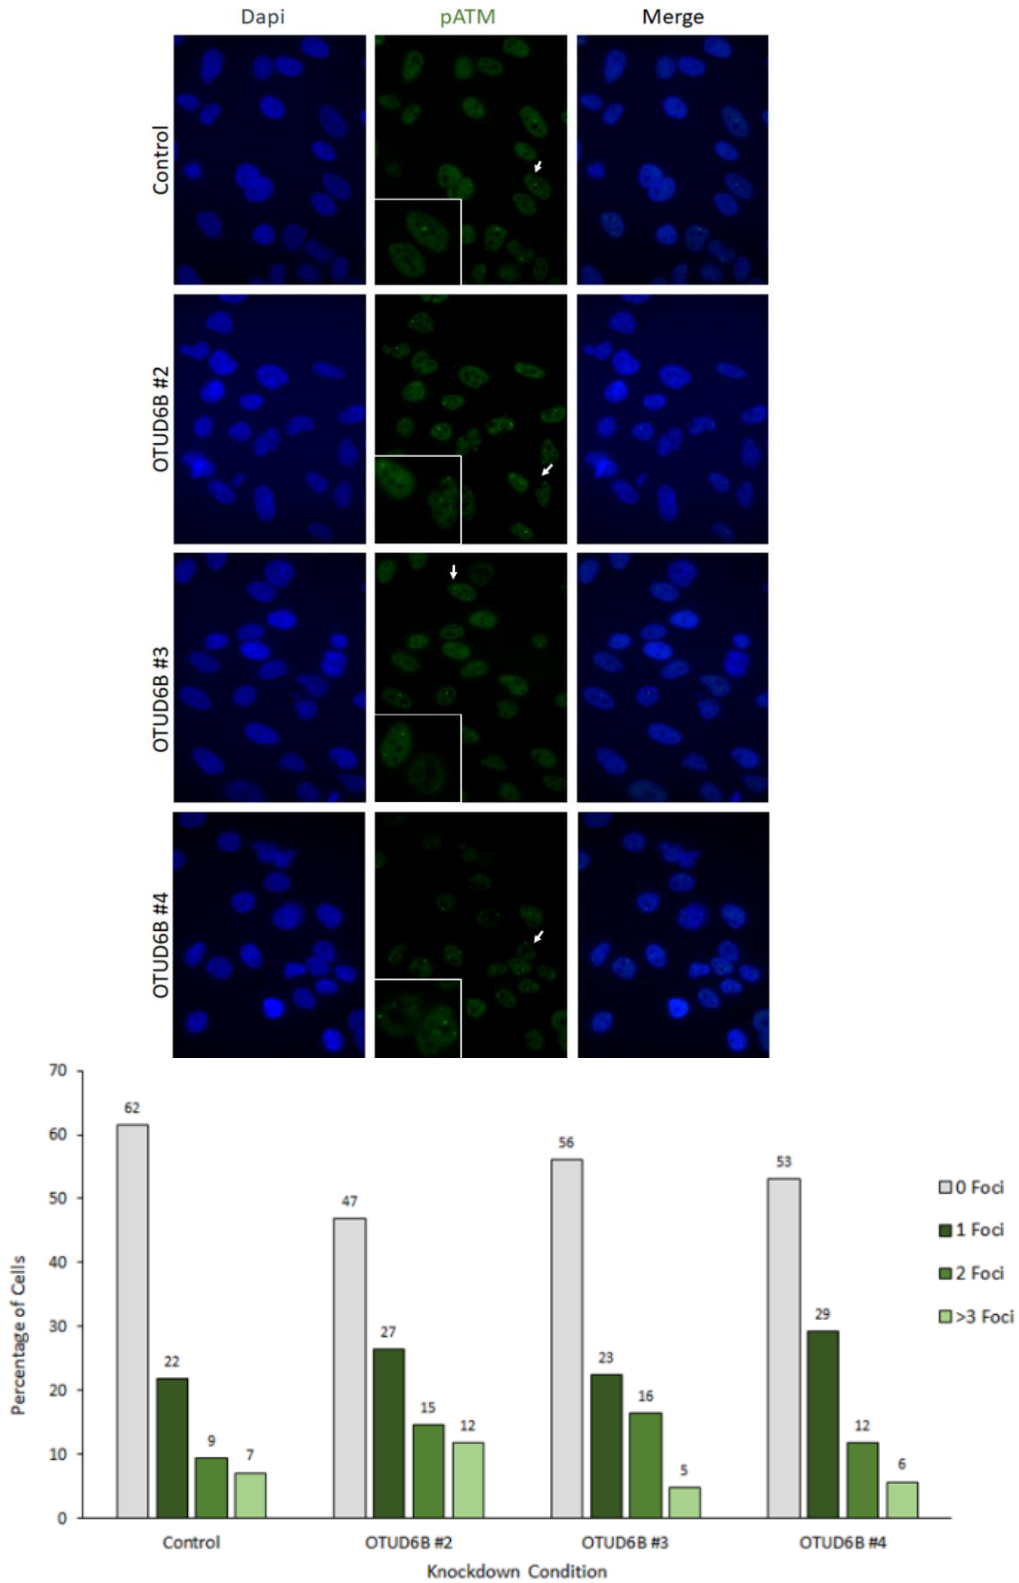 Dapi pATM Merge
Control
OTUD6B #2
OTUD6B #3
OTUD6B #4
70
60
50
40
30
20
10
0
Percentage of Cells
62 22 9 7
47 27 15 12
56 23 16 5
53 29 12 6
0 Foci
1 Foci
2 Foci
>3 Foci
Control OTUD6B #2 OTUD6B #3 OTUD6B #4
Knockdown Condition